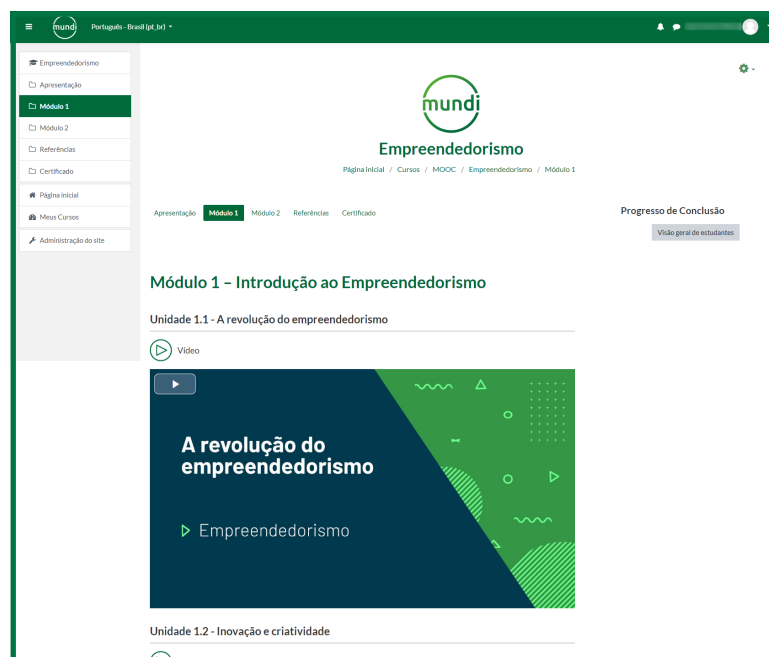 mundi
Português - Brasil (pt_br)
Empreendedorismo
Apresentação
Módulo 1
Módulo 2
Referências
Certificado
Página inicial
Meus Cursos
Administração do site
mundi
Empreendedorismo
Página inicial / Cursos / MOOC / Empreendedorismo / Módulo 1
Apresentação Módulo 1 Módulo 2 Referências Certificado
Progresso de Conclusão
Visão geral de estudantes
Módulo 1 – Introdução ao Empreendedorismo
Unidade 1.1 - A revolução do empreendedorismo
Vídeo
A revolução do
empreendedorismo
Empreendedorismo
Unidade 1.2 - Inovação e criatividade